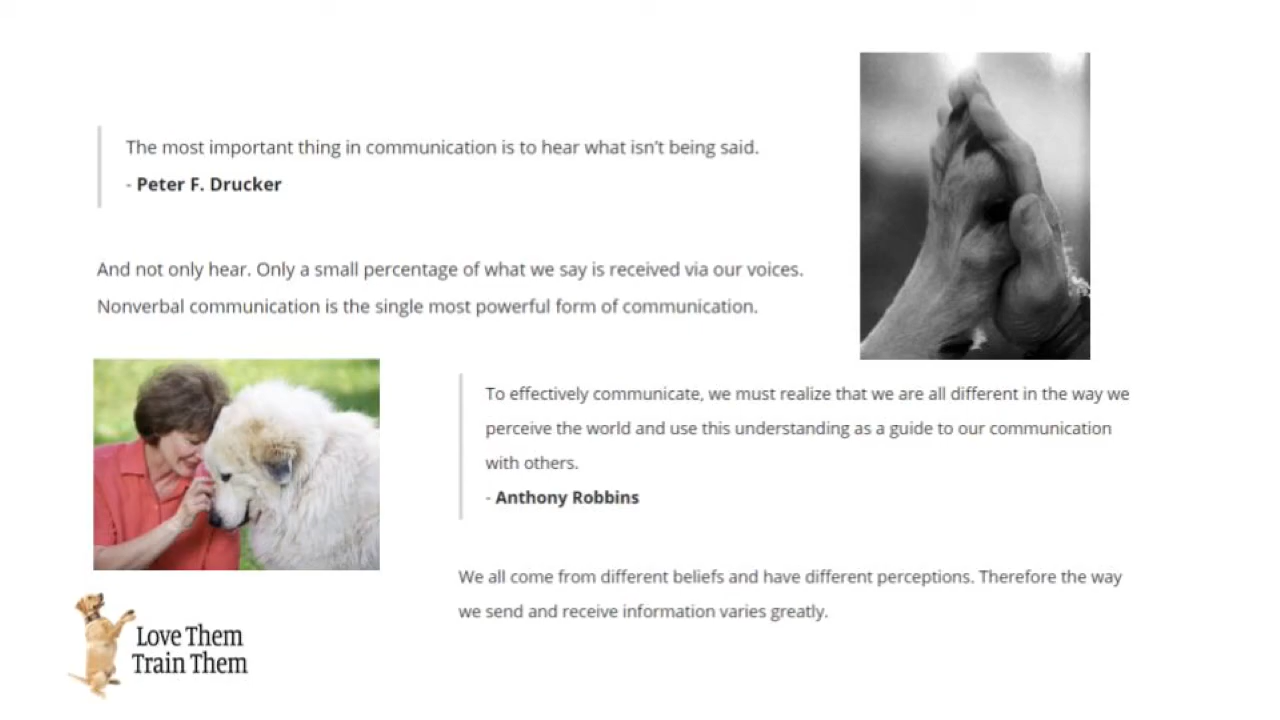 The most important thing in communication is to hear what isn't being said.
- Peter F. Drucker
And not only hear. Only a small percentage of what we say is received via our voices.
Nonverbal communication is the single most powerful form of communication.
To effectively communicate, we must realize that we are all different in the way we
perceive the world and use this understanding as a guide to our communication
with others.
- Anthony Robbins
We all come from different beliefs and have different perceptions. Therefore the way
we send and receive information varies greatly.
Love Them
Train Them